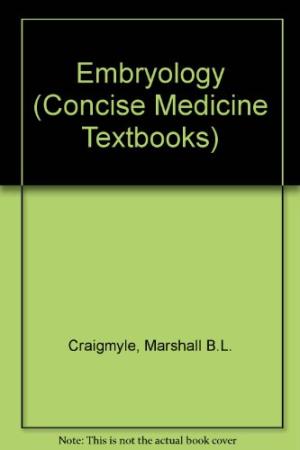 Embryology
(Concise Medicine
Textbooks)
Craigmyle, Marshall B.L.
Note: This is not the actual book cover